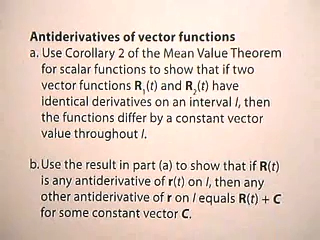 Antiderivatives of vector functions
a. Use Corollary 2 of the Mean Value Theorem
for scalar functions to show that if two
vector functions R₁(t) and R₂(t) have
identical derivatives on an interval I, then
the functions differ by a constant vector
value throughout I.
b. Use the result in part (a) to show that if R(t)
is any antiderivative of r(t) on I, then any
other antiderivative of r on I equals R(t) + C
for some constant vector C.